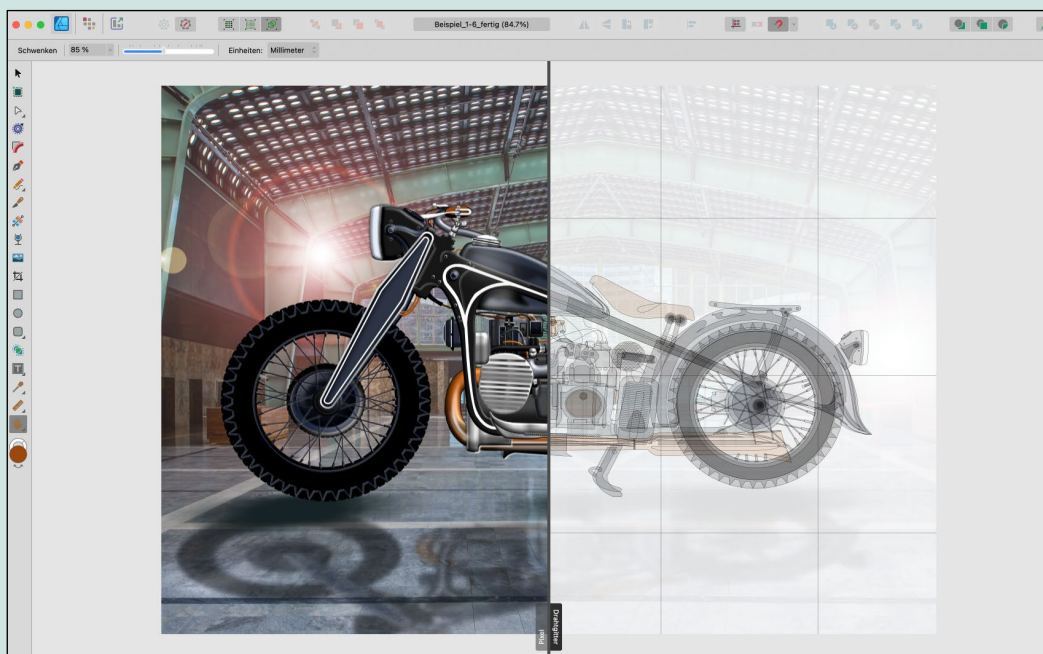 Beispiel_1-6_fertig (84.7%)
Schwenken
85 %
Einheiten:
Millimeter
Pixel
Drahtgitter